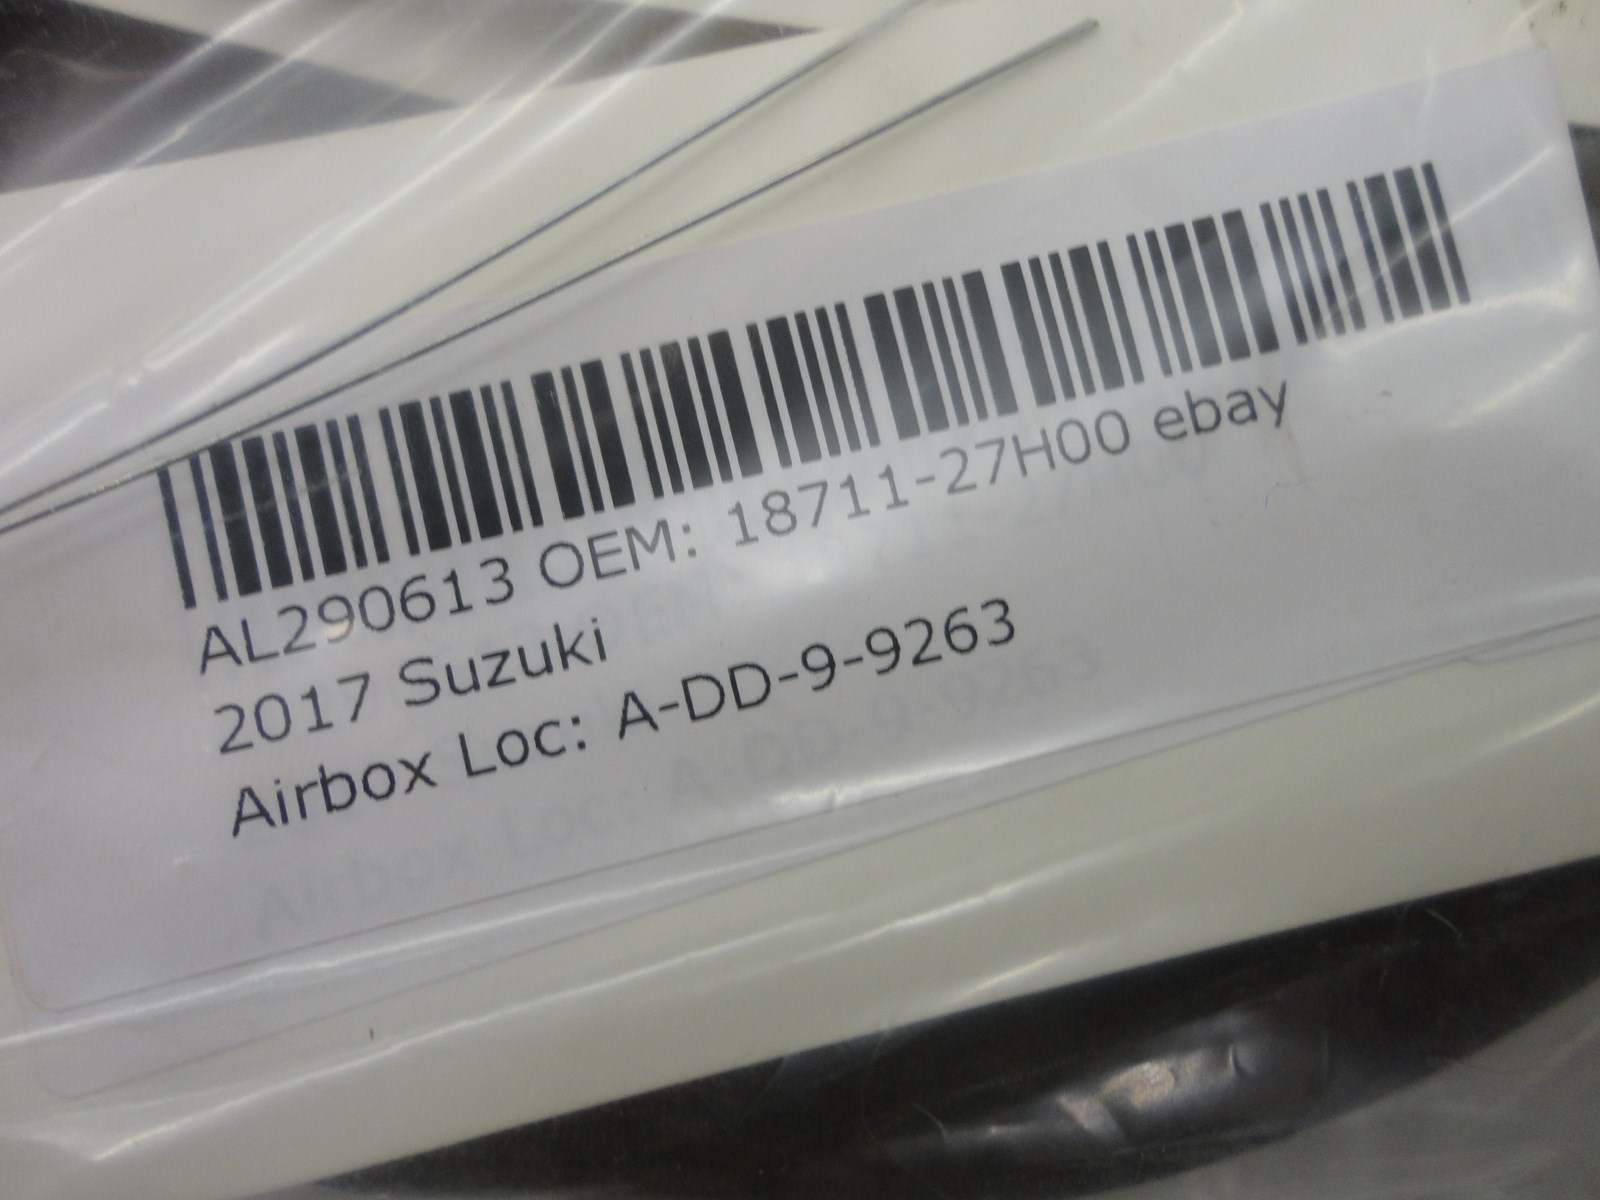 AL290613 OEM: 18711-27H00 ebay
2017 Suzuki
Airbox Loc: A-DD-9-9263